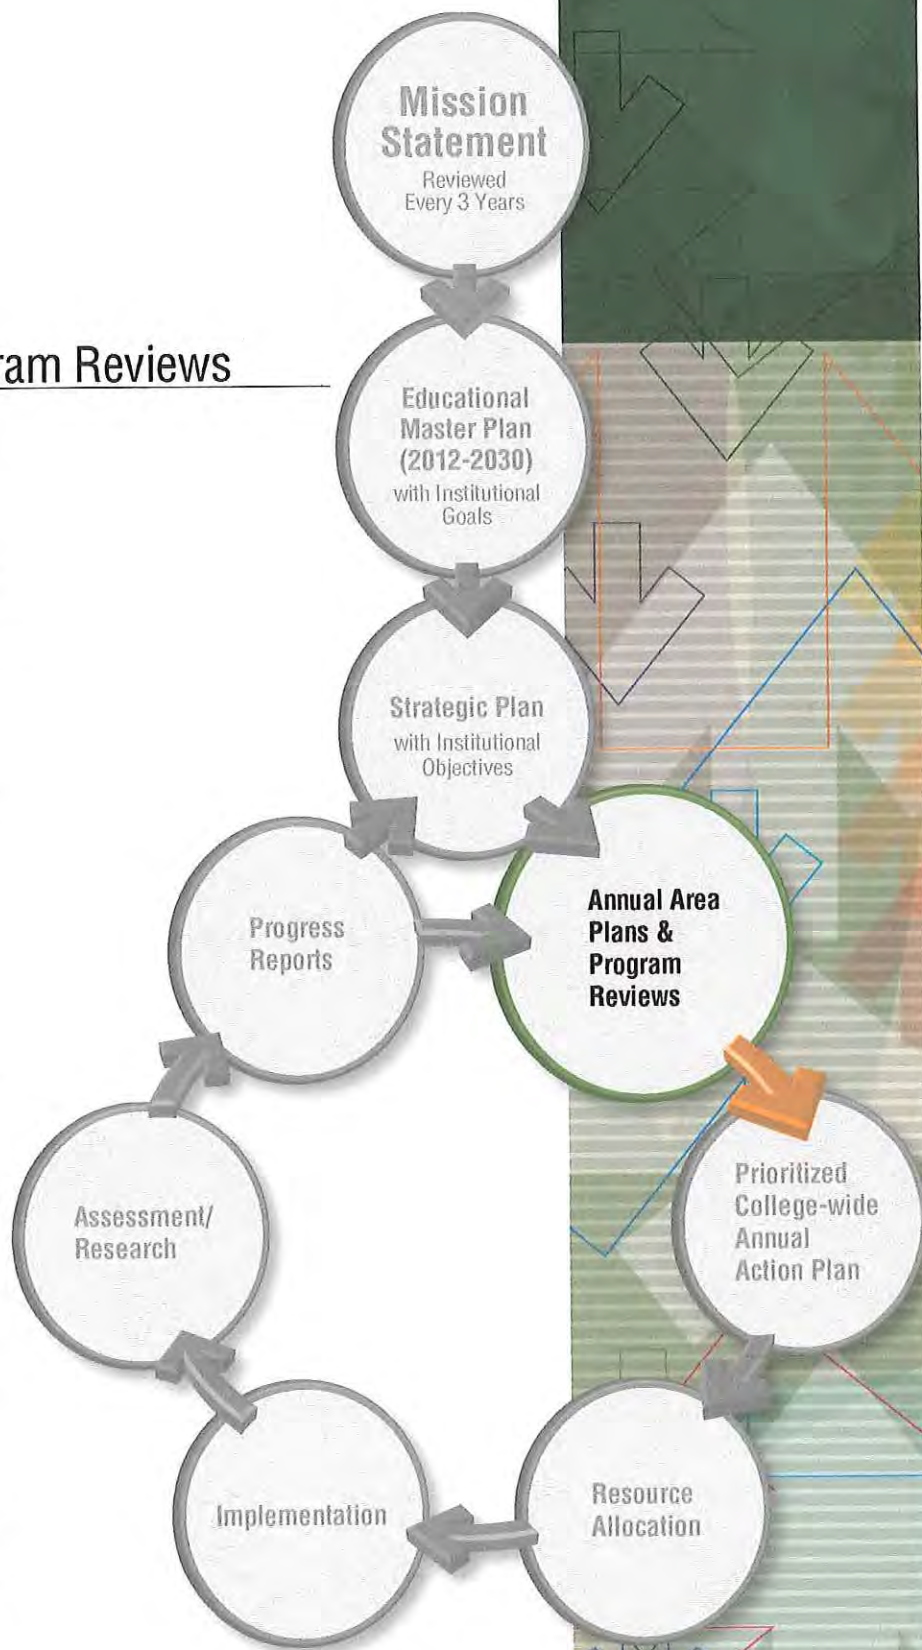 Mission
Statement
Reviewed
Every 3 Years
Reviews
Educational
Master Plan
(2012-2030)
with Institutional
Goals
Strategic Plan
with Institutional
Objectives
Progress
Reports
Annual Area
Plans &
Program
Reviews
Assessment/
Research
Prioritized
College-wide
Annual
Action Plan
Implementation
Resource
Allocation